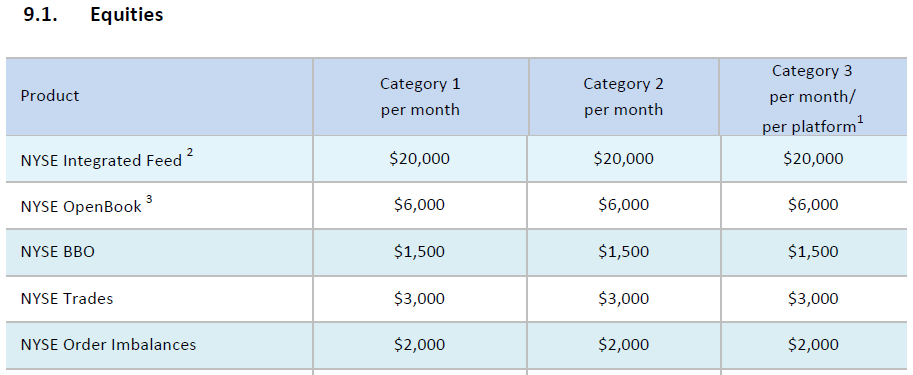 9.1. Equities
Product
Category 1
per month
Category 2
per month
Category 3
per month/
per platform1
NYSE Integrated Feed 2 $20,000 $20,000 $20,000
NYSE OpenBook 3 $6,000 $6,000 $6,000
NYSE BBO $1,500 $1,500 $1,500
NYSE Trades $3,000 $3,000 $3,000
NYSE Order Imbalances $2,000 $2,000 $2,000